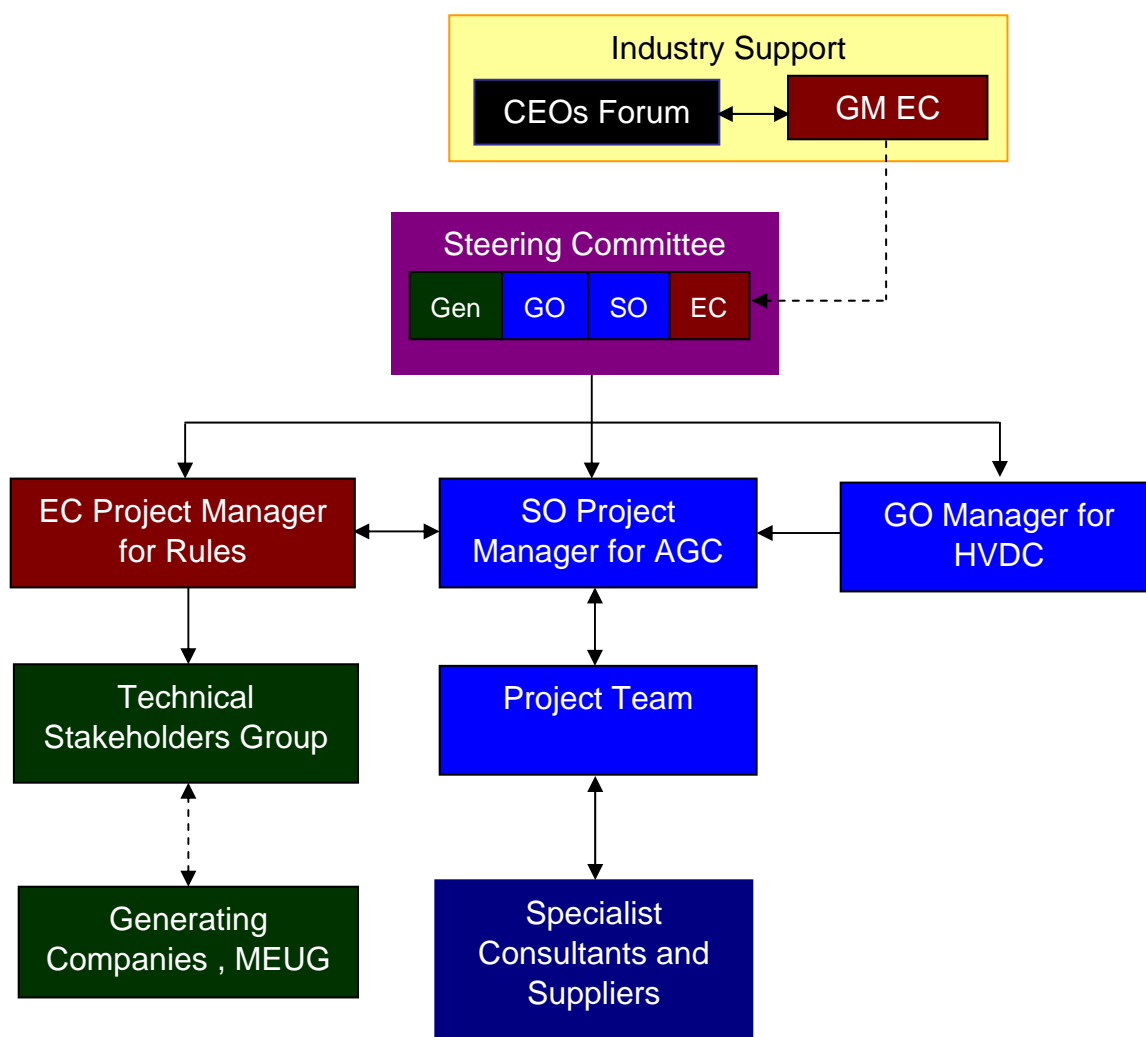 Industry Support
CEOs Forum
GM EC
Steering Committee
Gen
GO
SO
EC
EC Project Manager
for Rules
SO Project
Manager for AGC
GO Manager for
HVDC
Technical
Stakeholders Group
Project Team
Generating
Companies , MEUG
Specialist
Consultants and
Suppliers